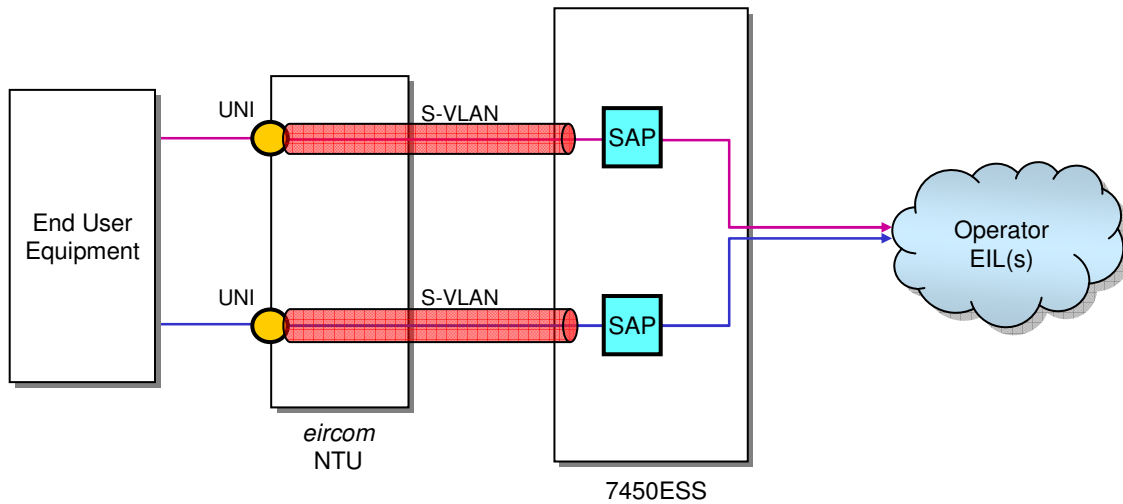 UNI
S-VLAN
SAP
End User
Equipment
Operator
EIL(s)
UNI
S-VLAN
SAP
eircom
NTU
7450ESS